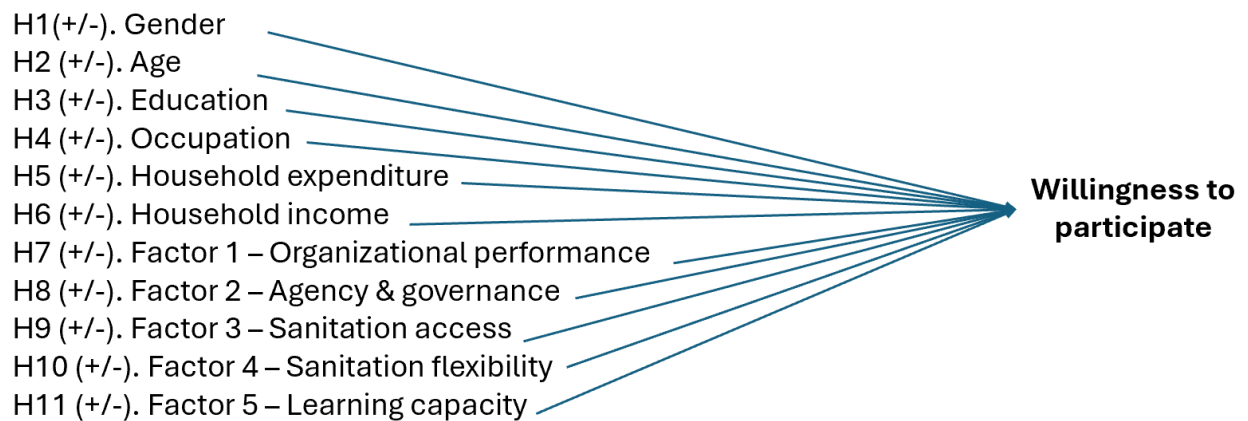 H1(+/-). Gender
H2 (+/-). Age
H3 (+/-). Education
H4 (+/-). Occupation
H5 (+/-). Household expenditure
H6 (+/-). Household income
H7 (+/-). Factor 1 – Organizational performance
H8 (+/-). Factor 2 – Agency & governance
H9 (+/-). Factor 3 – Sanitation access
H10 (+/-). Factor 4 – Sanitation flexibility
H11 (+/-). Factor 5 – Learning capacity
Willingness to
participate